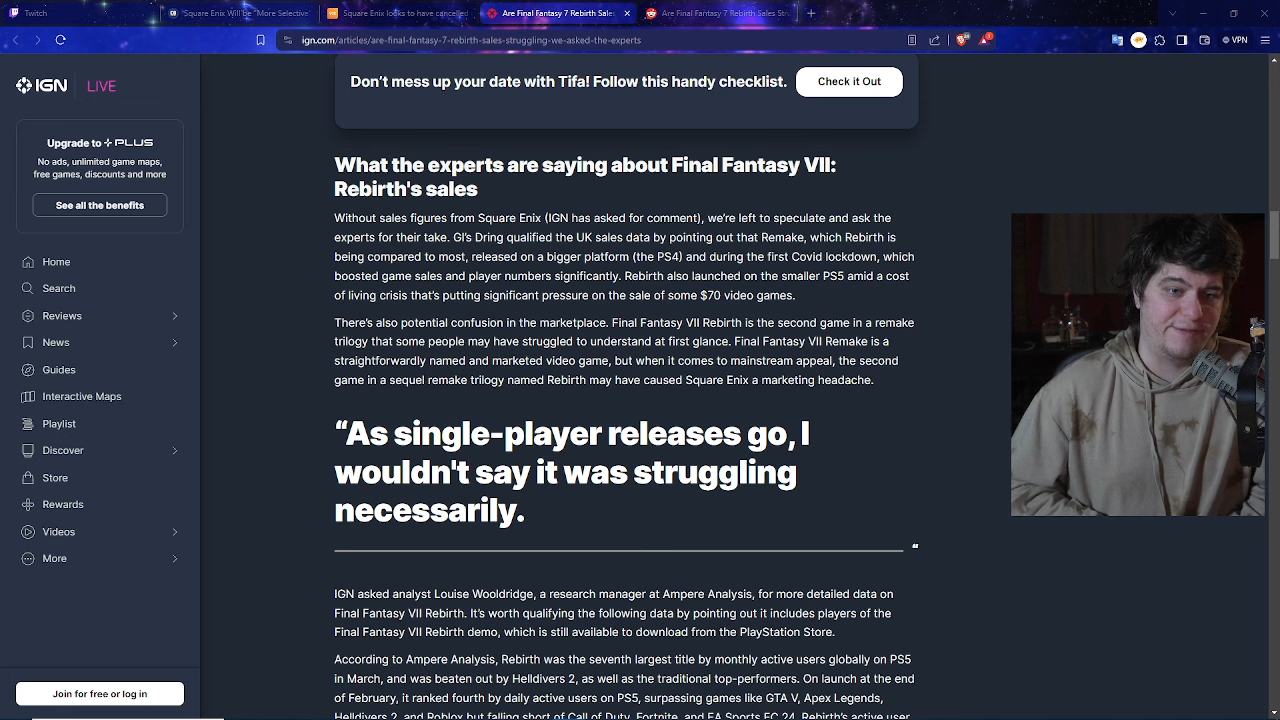 Twitch
"Square Enix Will be "More Selective
Square Enix looks to have cancelled
Are Final Fantasy 7 Rebirth Sales
Are Final Fantasy 7 Rebirth Sales Stru
ign.com/articles/are-final-fantasy-7-rebirth-sales-struggling-we-asked-the-experts
VPN
IGN LIVE
Upgrade to PLUS
No ads, unlimited game maps,
free games, discounts and more
See all the benefits
Home
Search
Reviews
News
Guides
Interactive Maps
Playlist
Discover
Store
Rewards
Videos
More
Join for free or log in
Don't mess up your date with Tifa! Follow this handy checklist.
Check it Out
What the experts are saying about Final Fantasy VII:
Rebirth's sales
Without sales figures from Square Enix (IGN has asked for comment), we're left to speculate and ask the
experts for their take. GI's Dring qualified the UK sales data by pointing out that Remake, which Rebirth is
being compared to most, released on a bigger platform (the PS4) and during the first Covid lockdown, which
boosted game sales and player numbers significantly. Rebirth also launched on the smaller PS5 amid a cost
of living crisis that's putting significant pressure on the sale of some $70 video games.
There's also potential confusion in the marketplace. Final Fantasy VII Rebirth is the second game in a remake
trilogy that some people may have struggled to understand at first glance. Final Fantasy VII Remake is a
straightforwardly named and marketed video game, but when it comes to mainstream appeal, the second
game in a sequel remake trilogy named Rebirth may have caused Square Enix a marketing headache.
"As single-player releases go, I
wouldn't say it was struggling
necessarily.
"
IGN asked analyst Louise Wooldridge, a research manager at Ampere Analysis, for more detailed data on
Final Fantasy VII Rebirth. It's worth qualifying the following data by pointing out it includes players of the
Final Fantasy VII Rebirth demo, which is still available to download from the PlayStation Store.
According to Ampere Analysis, Rebirth was the seventh largest title by monthly active users globally on PS5
in March, and was beaten out by Helldivers 2, as well as the traditional top-performers. On launch at the end
of February, it ranked fourth by daily active users on PS5, surpassing games like GTA V, Apex Legends,
Helldivers 2, and Roblox but falling short of Call of Duty, Fortnite, and EA Sports FC 24. Rebirth's active user